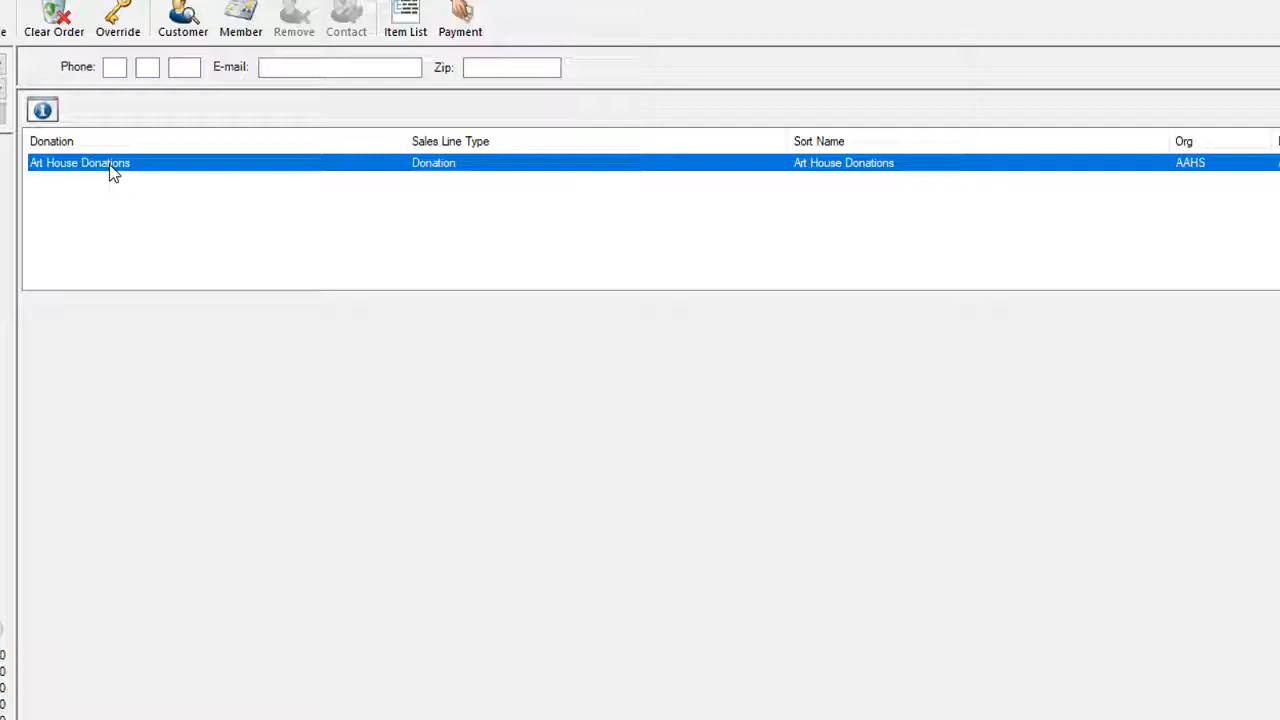 Clear Order Override Customer Member Remove Contact Item List Payment
Phone: E-mail: Zip:
Donation Sales Line Type Sort Name Org
Art House Donations Donation Art House Donations AAHS